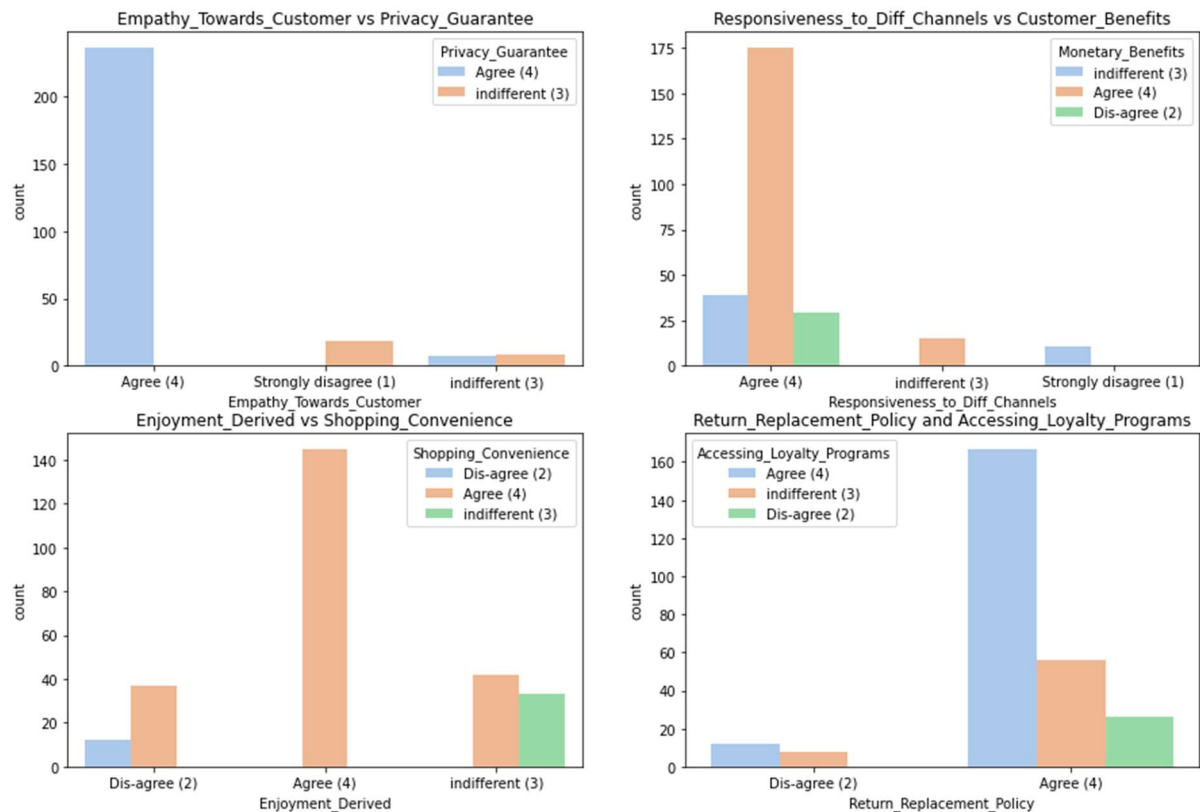 Empathy_Towards_Customer vs Privacy_Guarantee
Privacy_Guarantee
Agree (4)
indifferent (3)
200
150
100
50
0
count
Agree (4) Strongly disagree (1) indifferent (3)
Empathy_Towards_Customer
Responsiveness_to_Diff_Channels vs Customer_Benefits
Monetary_Benefits
indifferent (3)
Agree (4)
Dis-agree (2)
175
150
125
100
75
50
25
0
count
Agree (4) indifferent (3) Strongly disagree (1)
Responsiveness_to_Diff_Channels
Enjoyment_Derived vs Shopping_Convenience
Shopping_Convenience
Dis-agree (2)
Agree (4)
indifferent (3)
140
120
100
80
60
40
20
0
count
Dis-agree (2) Agree (4) indifferent (3)
Enjoyment_Derived
Return_Replacement_Policy and Accessing_Loyalty_Programs
Accessing_Loyalty_Programs
Agree (4)
indifferent (3)
Dis-agree (2)
160
140
120
100
80
60
40
20
0
count
Dis-agree (2) Agree (4)
Return_Replacement_Policy